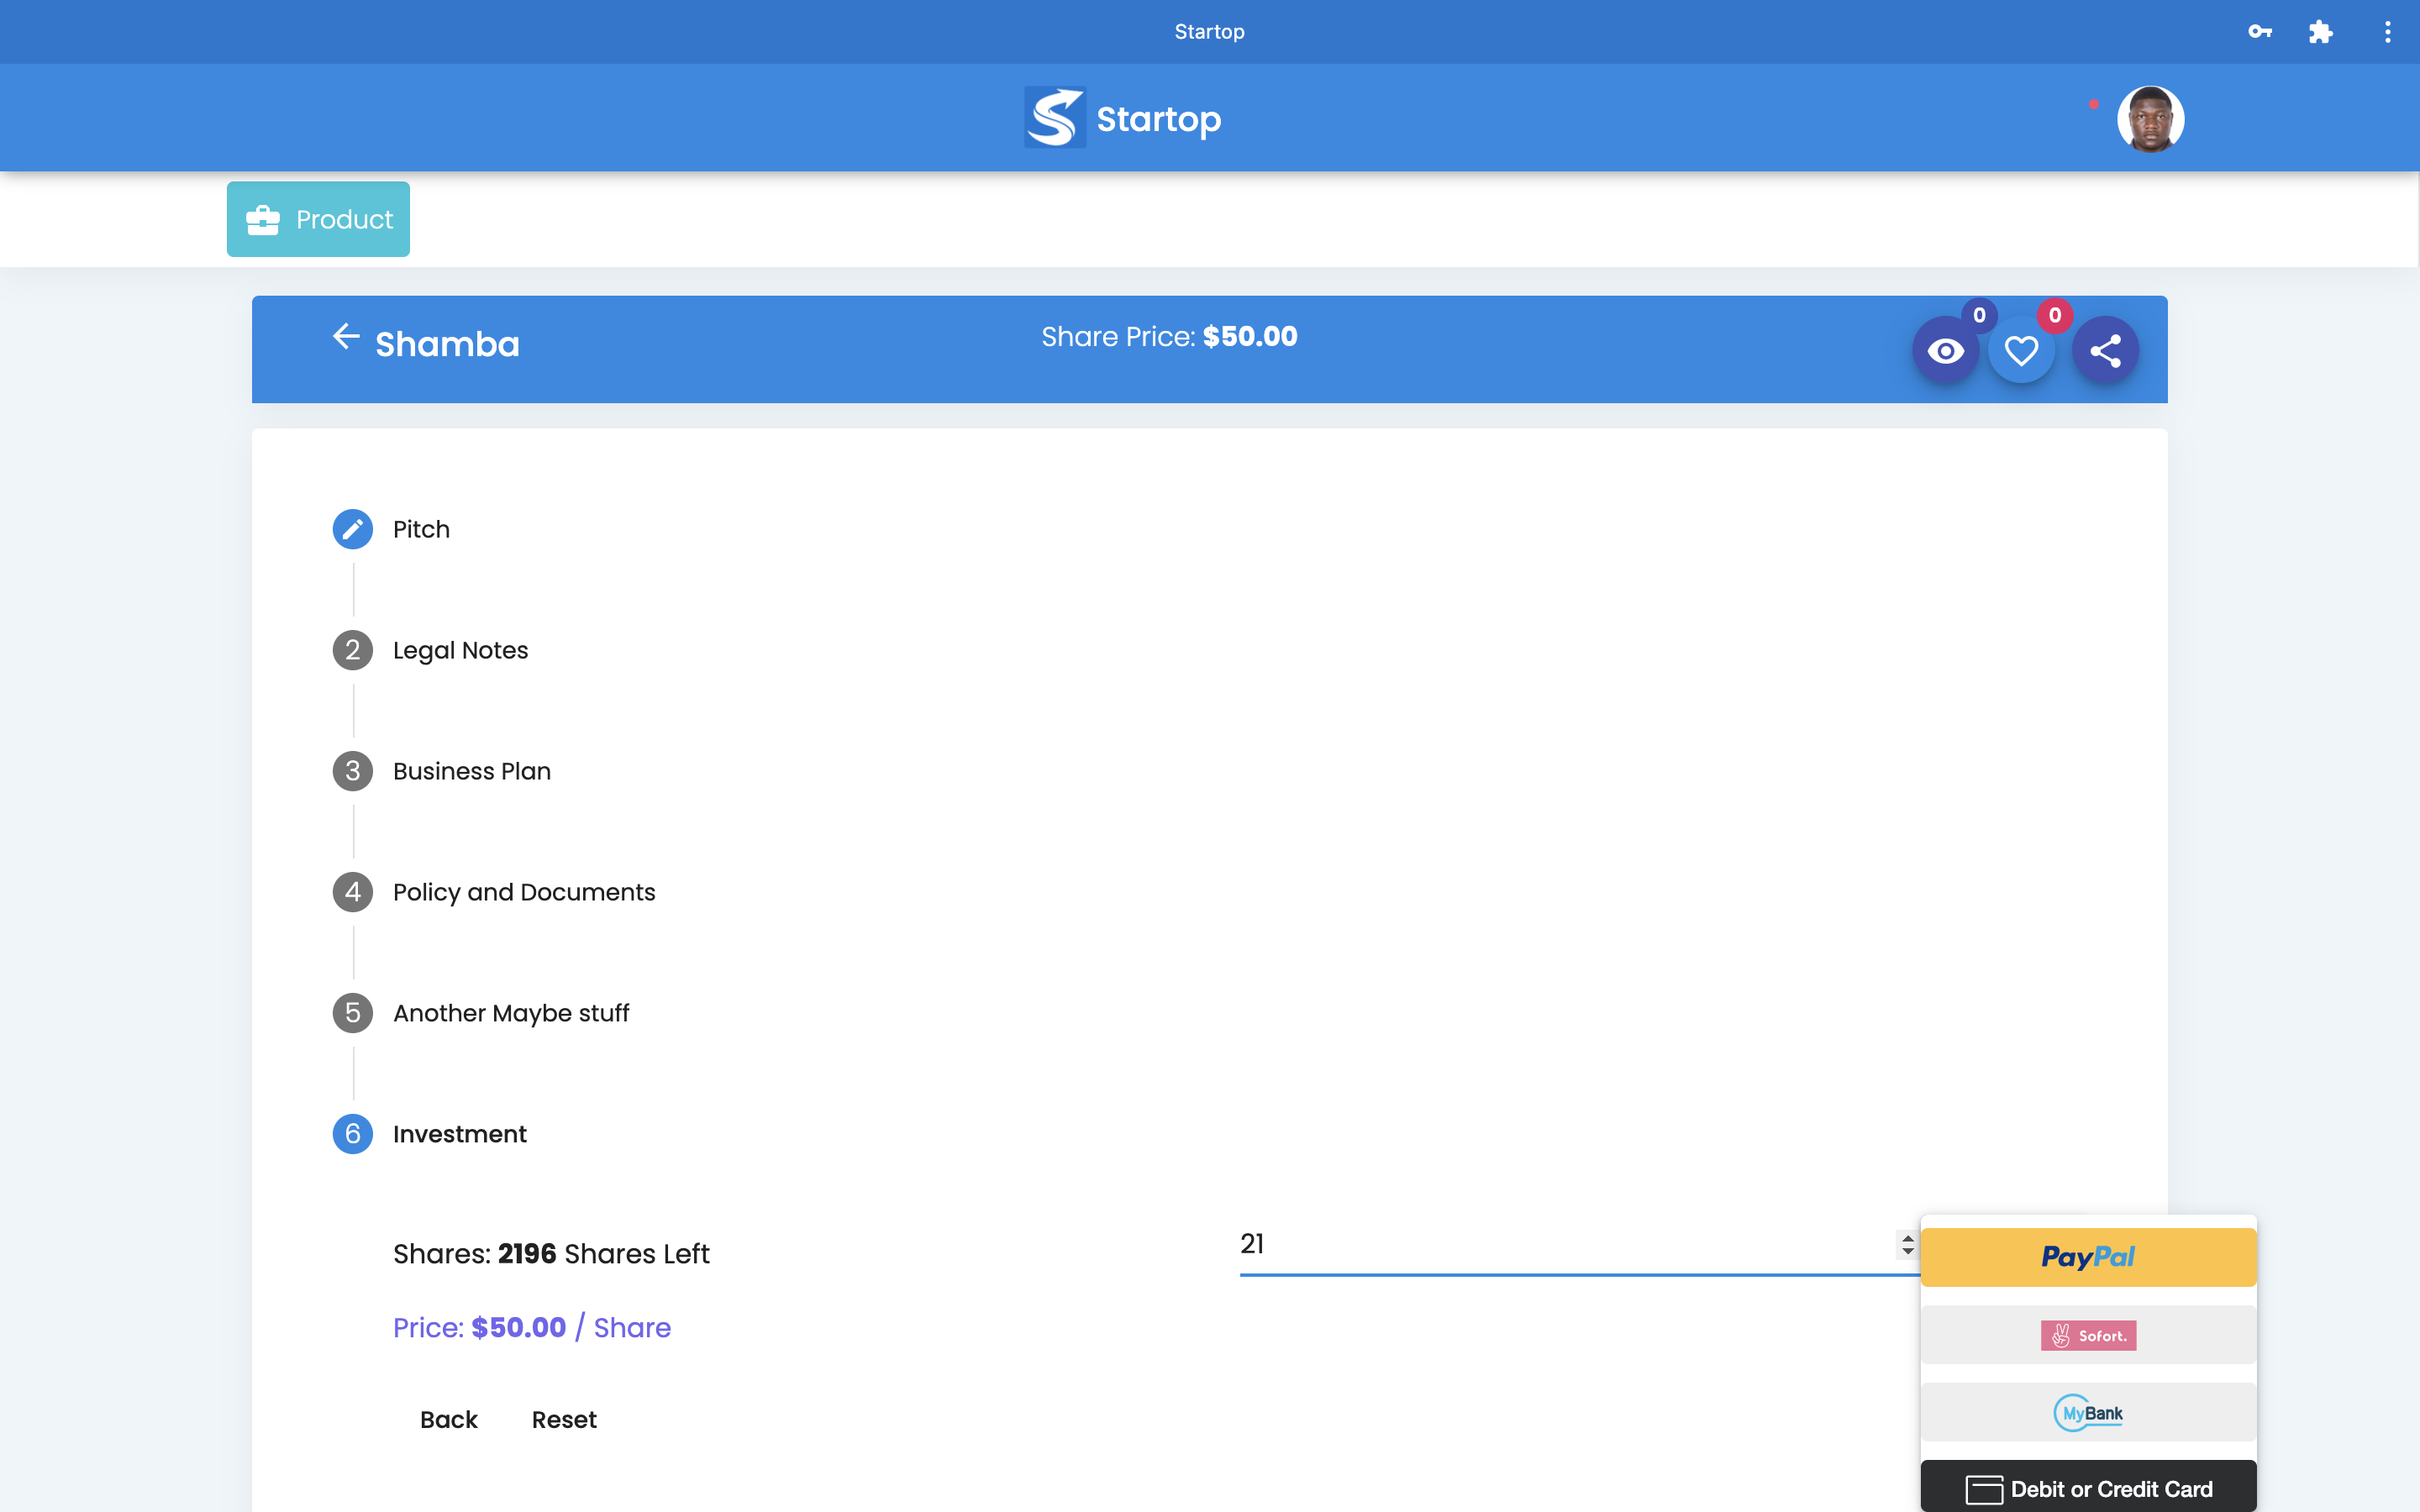 Startop
Startop
Product
Shamba
Share Price: $50.00
0
0
Pitch
2 Legal Notes
3 Business Plan
4 Policy and Documents
5 Another Maybe stuff
6 Investment
Shares: 2196 Shares Left
21
Price: $50.00 / Share
Back
Reset
PayPal
Sofort.
MyBank
Debit or Credit Card